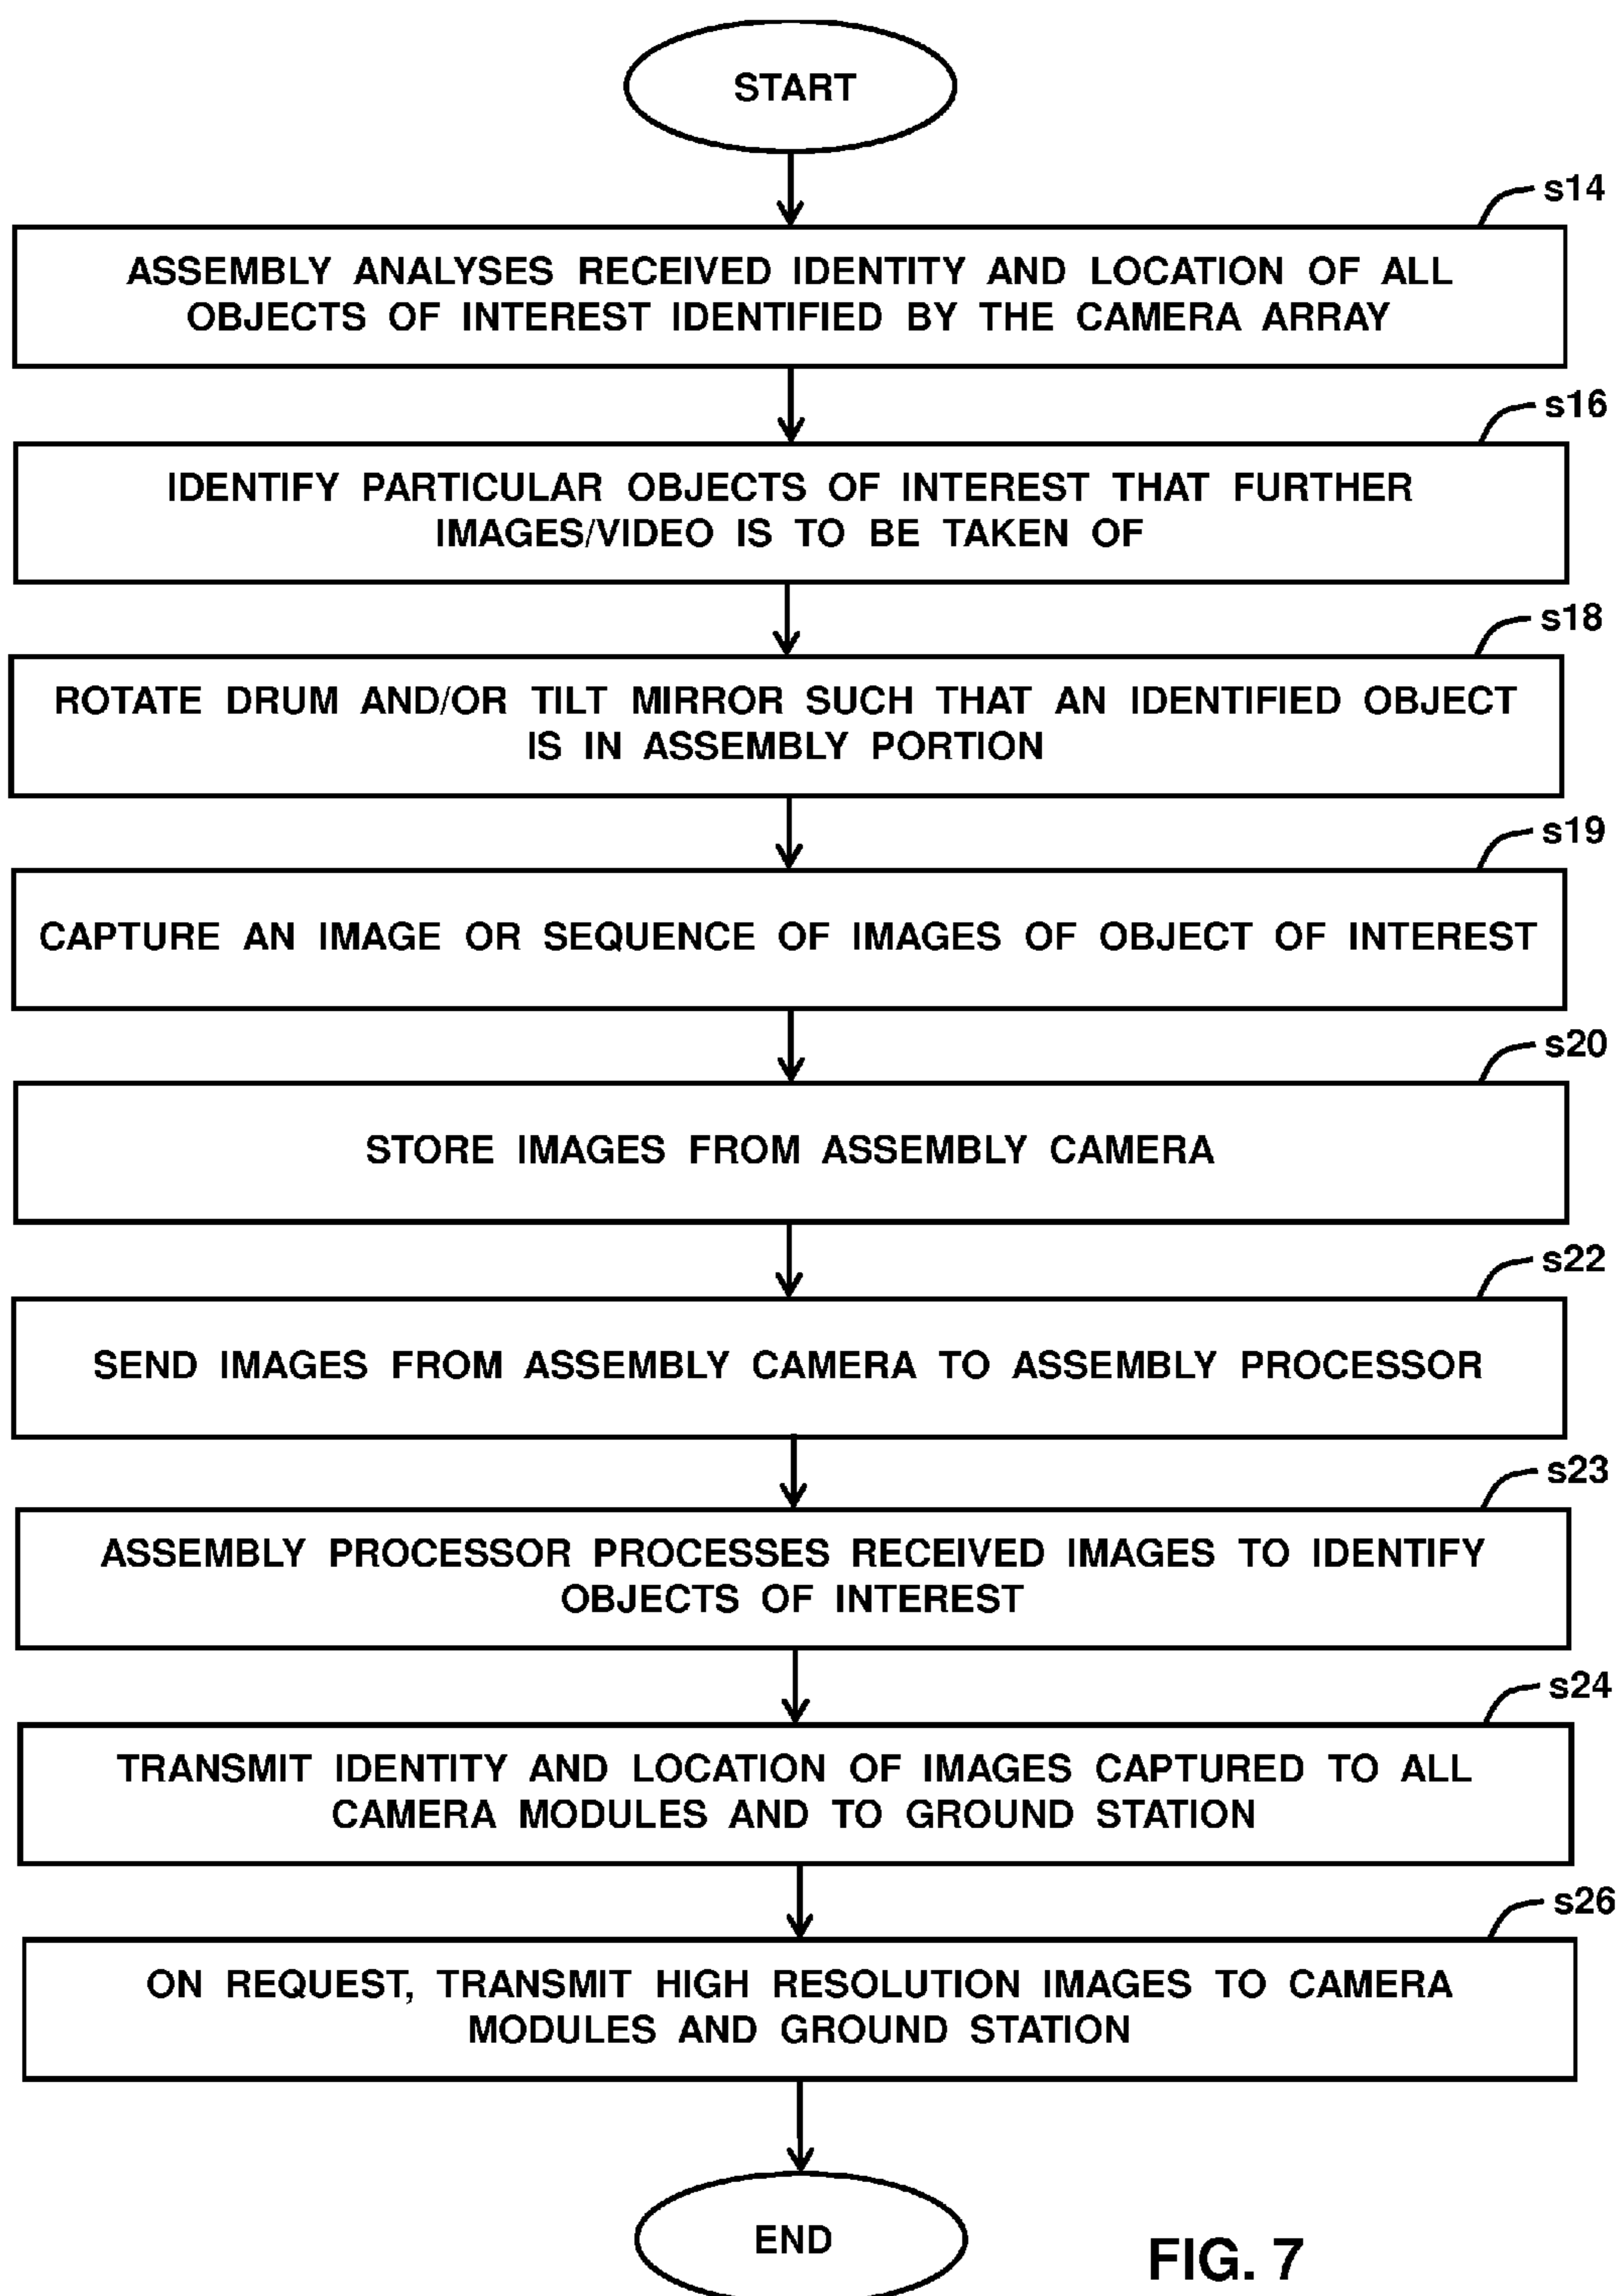 START
s14
ASSEMBLY ANALYSES RECEIVED IDENTITY AND LOCATION OF ALL
OBJECTS OF INTEREST IDENTIFIED BY THE CAMERA ARRAY
s16
IDENTIFY PARTICULAR OBJECTS OF INTEREST THAT FURTHER
IMAGES/VIDEO IS TO BE TAKEN OF
s18
ROTATE DRUM AND/OR TILT MIRROR SUCH THAT AN IDENTIFIED OBJECT
IS IN ASSEMBLY PORTION
s19
CAPTURE AN IMAGE OR SEQUENCE OF IMAGES OF OBJECT OF INTEREST
s20
STORE IMAGES FROM ASSEMBLY CAMERA
s22
SEND IMAGES FROM ASSEMBLY CAMERA TO ASSEMBLY PROCESSOR
s23
ASSEMBLY PROCESSOR PROCESSES RECEIVED IMAGES TO IDENTIFY
OBJECTS OF INTEREST
s24
TRANSMIT IDENTITY AND LOCATION OF IMAGES CAPTURED TO ALL
CAMERA MODULES AND TO GROUND STATION
s26
ON REQUEST, TRANSMIT HIGH RESOLUTION IMAGES TO CAMERA
MODULES AND GROUND STATION
END
FIG. 7